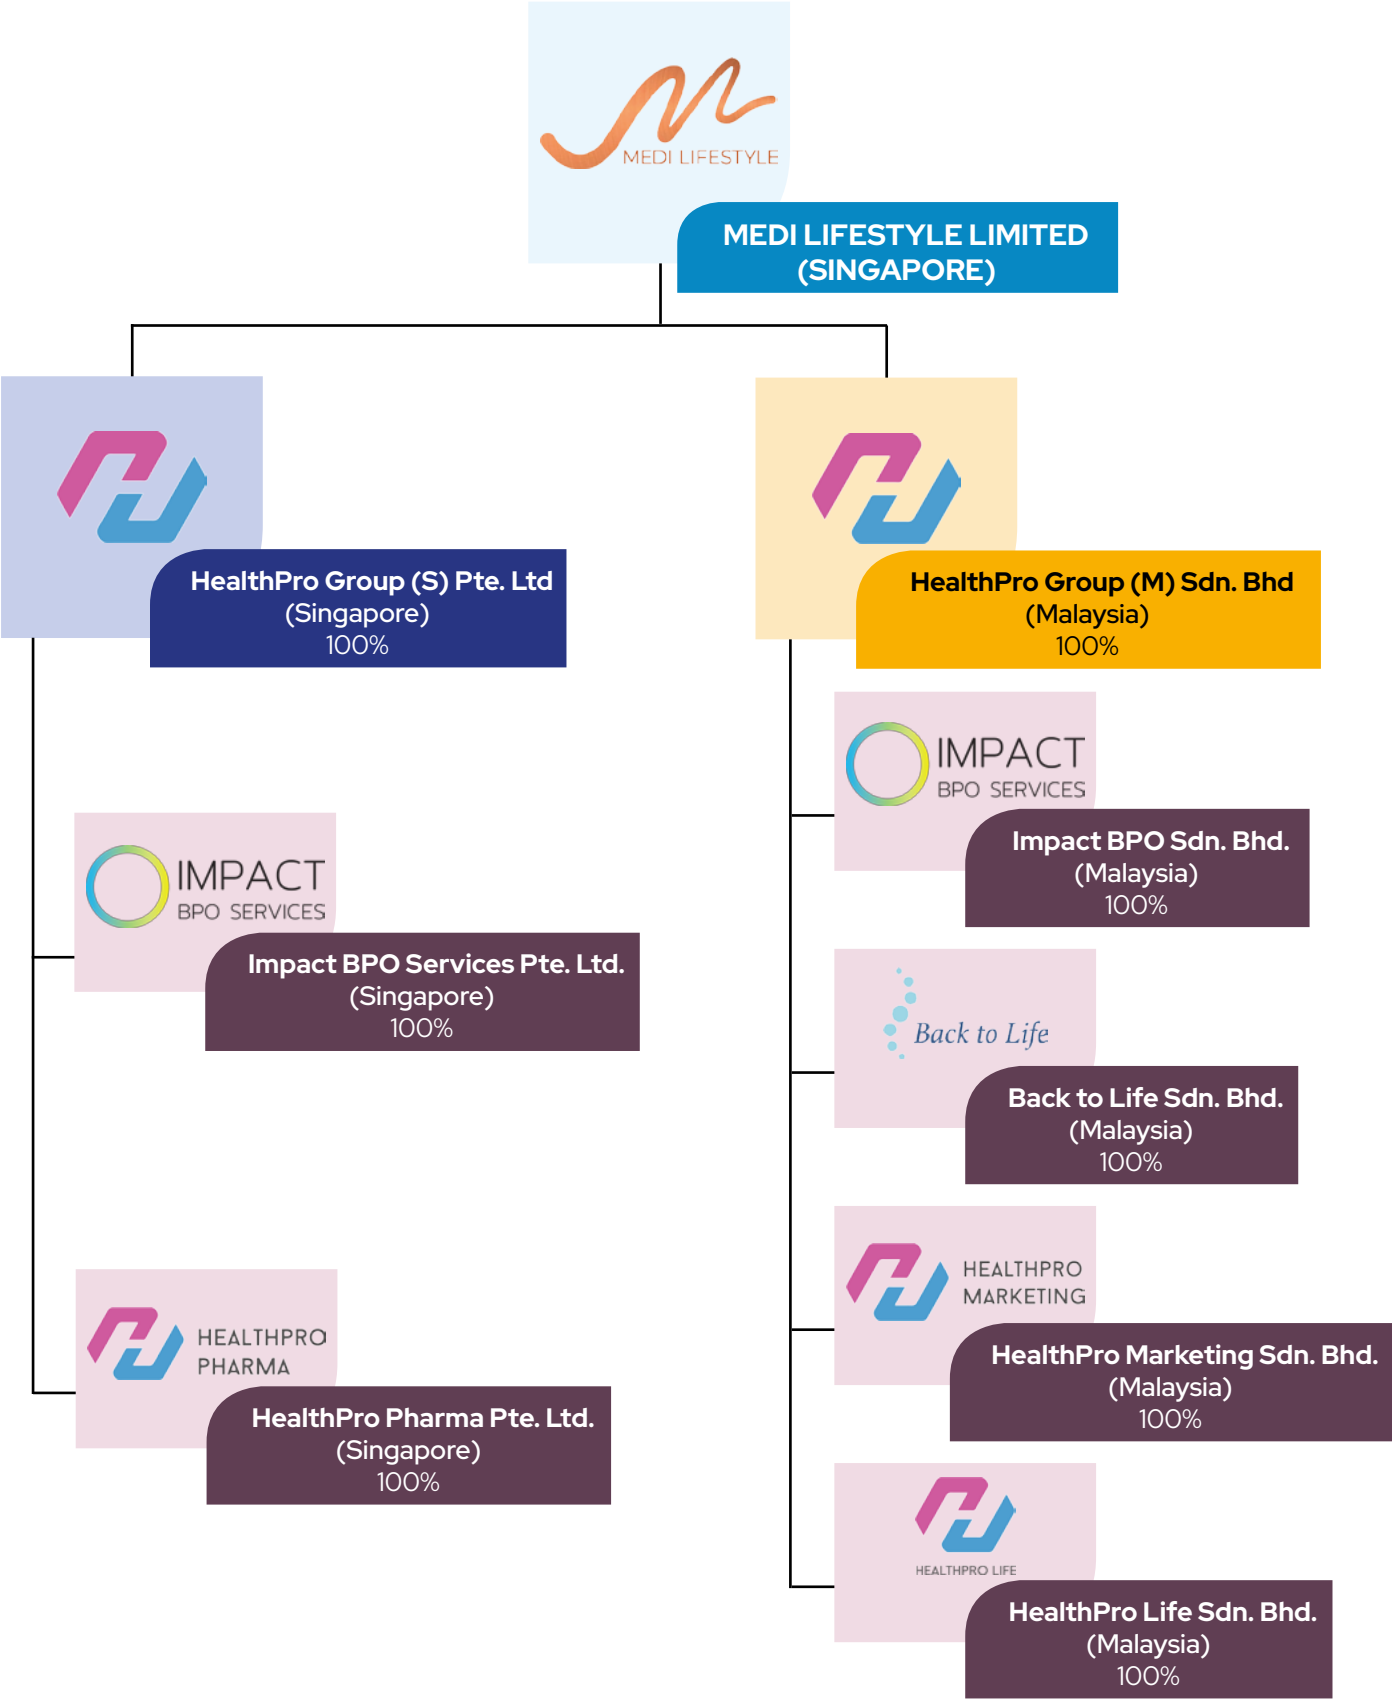 MEDI LIFESTYLE
MEDI LIFESTYLE LIMITED
(SINGAPORE)
HealthPro Group (S) Pte. Ltd
(Singapore)
100%
IMPACT
BPO SERVICES
Impact BPO Services Pte. Ltd.
(Singapore)
100%
HEALTHPRO
PHARMA
HealthPro Pharma Pte. Ltd.
(Singapore)
100%
HealthPro Group (M) Sdn. Bhd
(Malaysia)
100%
IMPACT
BPO SERVICES
Impact BPO Sdn. Bhd.
(Malaysia)
100%
Back to Life
Back to Life Sdn. Bhd.
(Malaysia)
100%
HEALTHPRO
MARKETING
HealthPro Marketing Sdn. Bhd.
(Malaysia)
100%
HEALTHPRO LIFE
HealthPro Life Sdn. Bhd.
(Malaysia)
100%